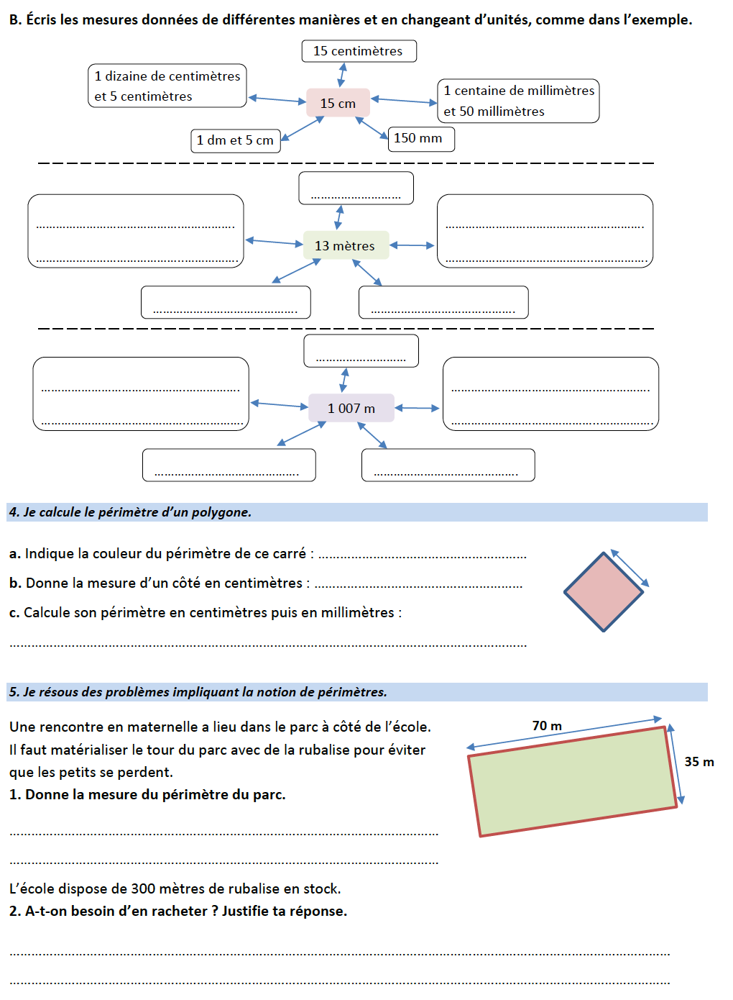 B. Écris les mesures données de différentes manières et en changeant d’unités, comme dans l’exemple.
15 centimètres
1 dizaine de centimètres
et 5 centimètres
15 cm
1 centaine de millimètres
et 50 millimètres
1 dm et 5 cm
150 mm
13 mètres
1 007 m
4. Je calcule le périmètre d’un polygone.
a. Indique la couleur du périmètre de ce carré : ……………………………………………………
b. Donne la mesure d’un côté en centimètres : ……………………………………………………
c. Calcule son périmètre en centimètres puis en millimètres :
5. Je résous des problèmes impliquant la notion de périmètres.
Une rencontre en maternelle a lieu dans le parc à côté de l’école.
Il faut matérialiser le tour du parc avec de la rubalise pour éviter
que les petits se perdent.
1. Donne la mesure du périmètre du parc.
70 m
35 m
L’école dispose de 300 mètres de rubalise en stock.
2. A-t-on besoin d’en racheter ? Justifie ta réponse.